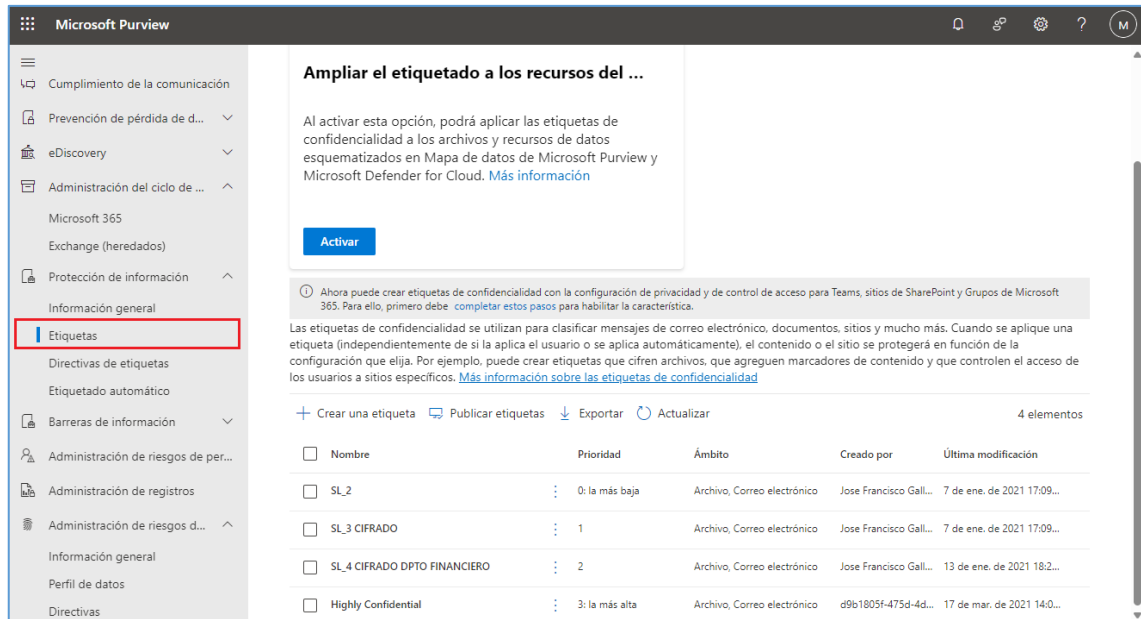 Microsoft Purview
?
M
Cumplimiento de la comunicación
Prevención de pérdida de d...
eDiscovery
Administración del ciclo de ...
Microsoft 365
Exchange (heredados)
Protección de información
Información general
Etiquetas
Directivas de etiquetas
Etiquetado automático
Barreras de información
Administración de riesgos de per...
Administración de registros
Administración de riesgos d...
Información general
Perfil de datos
Directivas
Ampliar el etiquetado a los recursos del ...
Al activar esta opción, podrá aplicar las etiquetas de
confidencialidad a los archivos y recursos de datos
esquematizados en Mapa de datos de Microsoft Purview y
Microsoft Defender for Cloud. Más información
Activar
Ahora puede crear etiquetas de confidencialidad con la configuración de privacidad y de control de acceso para Teams, sitios de SharePoint y Grupos de Microsoft
365. Para ello, primero debe completar estos pasos para habilitar la característica.
Las etiquetas de confidencialidad se utilizan para clasificar mensajes de correo electrónico, documentos, sitios y mucho más. Cuando se aplique una
etiqueta (independientemente de si la aplica el usuario o se aplica automáticamente), el contenido o el sitio se protegerá en función de la
configuración que elija. Por ejemplo, puede crear etiquetas que cifren archivos, que agreguen marcadores de contenido y que controlen el acceso de
los usuarios a sitios específicos. Más información sobre las etiquetas de confidencialidad
Crear una etiqueta Publicar etiquetas Exportar Actualizar 4 elementos
Nombre Prioridad Ámbito Creado por Última modificación
SL_2 0: la más baja Archivo, Correo electrónico Jose Francisco Gall... 7 de ene. de 2021 17:09...
SL_3 CIFRADO 1 Archivo, Correo electrónico Jose Francisco Gall... 7 de ene. de 2021 17:09...
SL_4 CIFRADO DPTO FINANCIERO 2 Archivo, Correo electrónico Jose Francisco Gall... 13 de ene. de 2021 18:2...
Highly Confidential 3: la más alta Archivo, Correo electrónico d9b1805f-475d-4d... 17 de mar. de 2021 14:0...